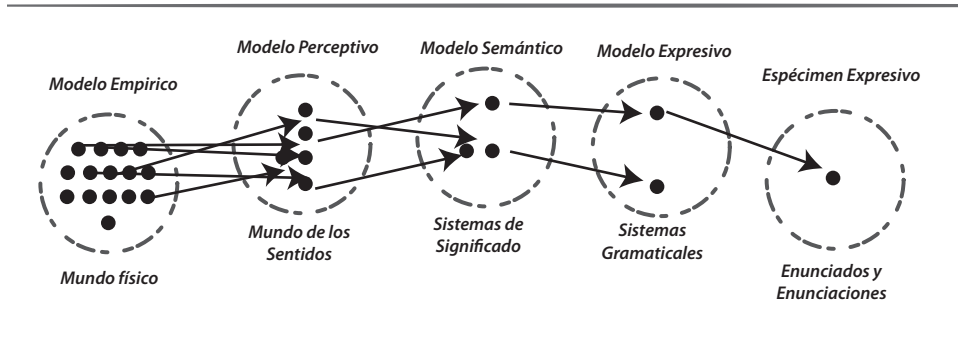 Modelo Empirico
Mundo físico
Modelo Perceptivo
Mundo de los
Sentidos
Modelo Semántico
Sistemas de
Significado
Modelo Expresivo
Sistemas
Gramaticales
Espécimen Expresivo
Enunciados y
Enunciaciones